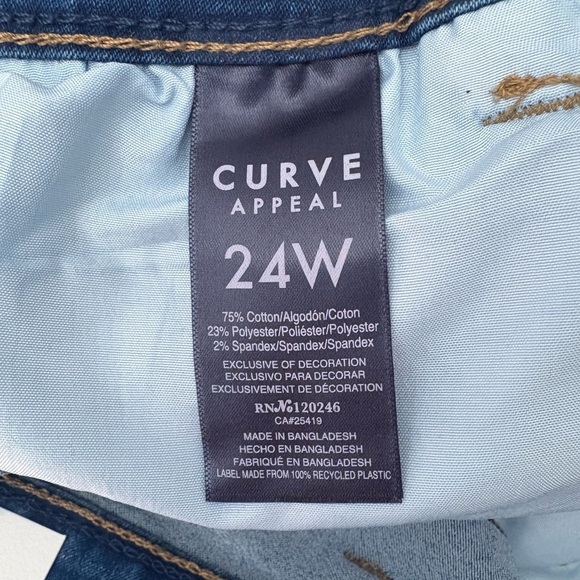 CURVE
APPEAL
24W
75% Cotton/Algodón/Coton
23% Polyester/Poliéster/Polyester
2% Spandex/Spandex/Spandex
EXCLUSIVE OF DECORATION
EXCLUSIVO PARA DECORAR
EXCLUSIVEMENT DE DÉCORATION
RN№120246
CA#25419
MADE IN BANGLADESH
HECHO EN BANGLADESH
FABRIQUÉ EN BANGLADESH
LABEL MADE FROM 100% RECYCLED PLASTIC